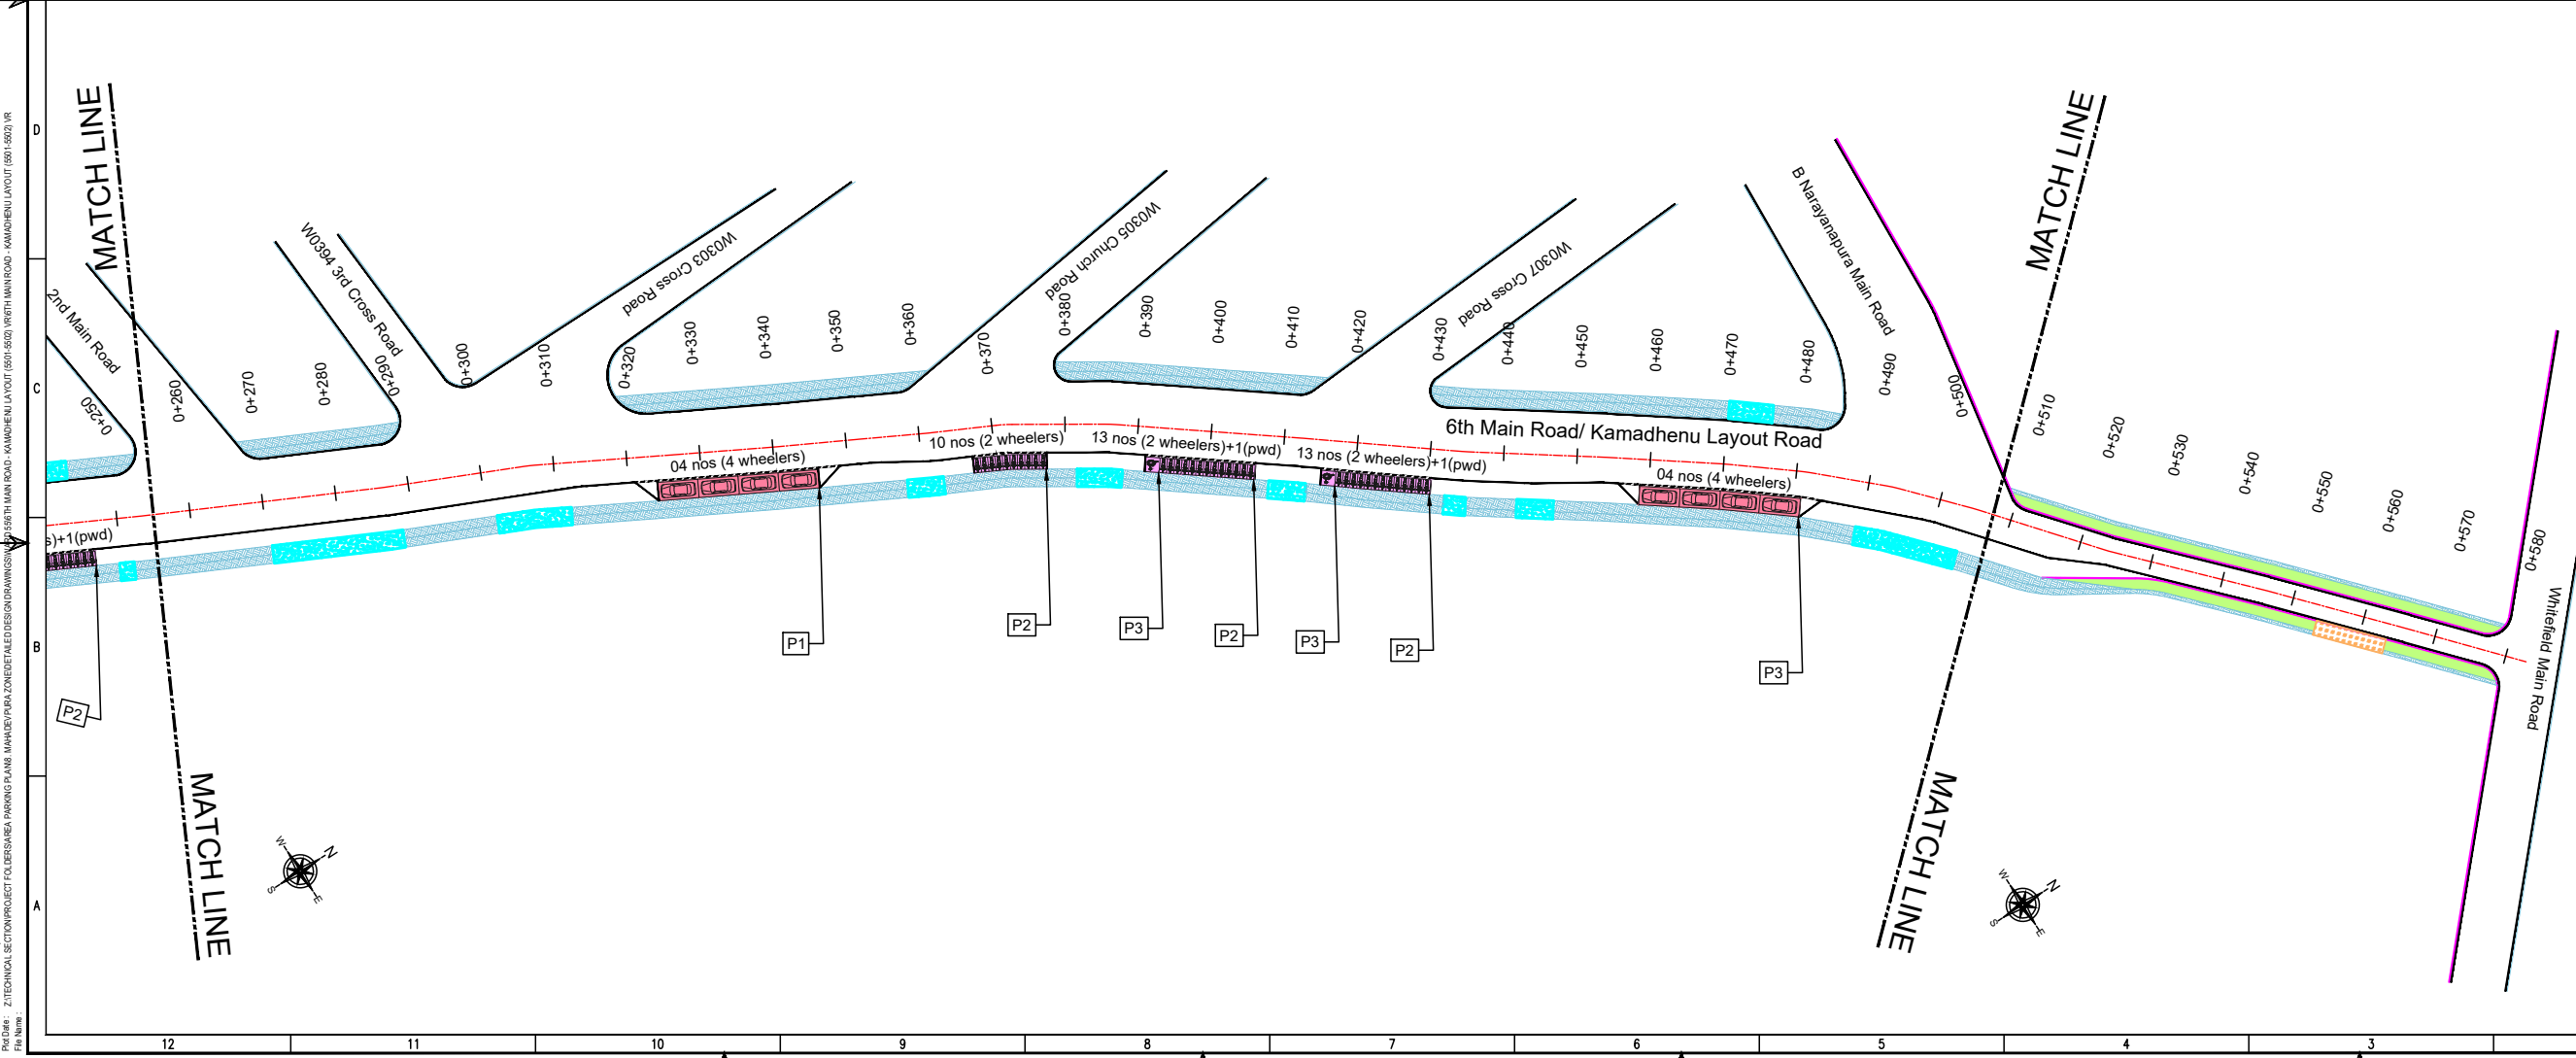 MATCH LINE
MATCH LINE
2nd Main Road
W0394 3rd Cross Road
W0303 Cross Road
W0305 Church Road
W0307 Cross Road
B Narayanapura Main Road
0+250
0+260
0+270
0+280
0+290
0+300
0+310
0+320
0+330
0+340
0+350
0+360
0+370
0+380
0+390
0+400
0+410
0+420
0+430
0+440
0+450
0+460
0+470
0+480
0+490
0+500
0+510
0+520
0+530
0+540
0+550
0+560
0+570
0+580
6th Main Road/ Kamadhenu Layout Road
s)+1(pwd)
04 nos (4 wheelers)
10 nos (2 wheelers)
13 nos (2 wheelers)+1(pwd)
13 nos (2 wheelers)+1(pwd)
04 nos (4 wheelers)
Whitefield Main Road
P2
P1
P2
P3
P2
P3
P2
P3
MATCH LINE
MATCH LINE
W
N
S
E
W
N
S
E
D
C
B
A
12
11
10
9
8
7
6
5
4
3
Plot Date :
File Name :